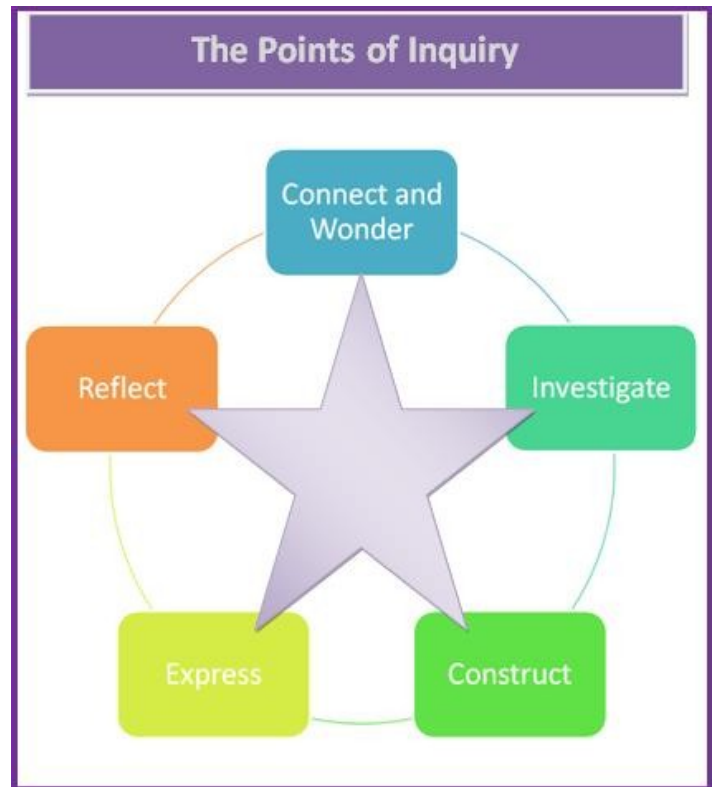 The Points of Inquiry
Connect and
Wonder
Investigate
Construct
Express
Reflect